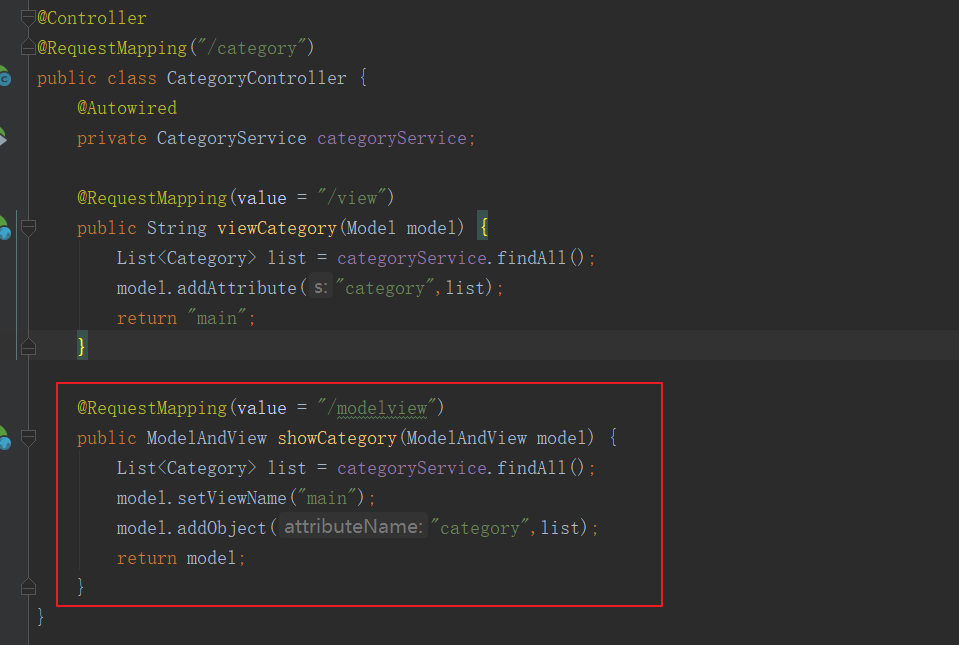 @Controller
@RequestMapping("/category")
public class CategoryController {
@Autowired
private CategoryService categoryService;
@RequestMapping(value = "/view")
public String viewCategory(Model model) {
List<Category> list = categoryService.findAll();
model.addAttribute( s: "category",list);
return "main";
}
@RequestMapping(value = "/modelview")
public ModelAndView showCategory(ModelAndView model) {
List<Category> list = categoryService.findAll();
model.setViewName("main");
model.addObject( attributeName: "category",list);
return model;
}
}